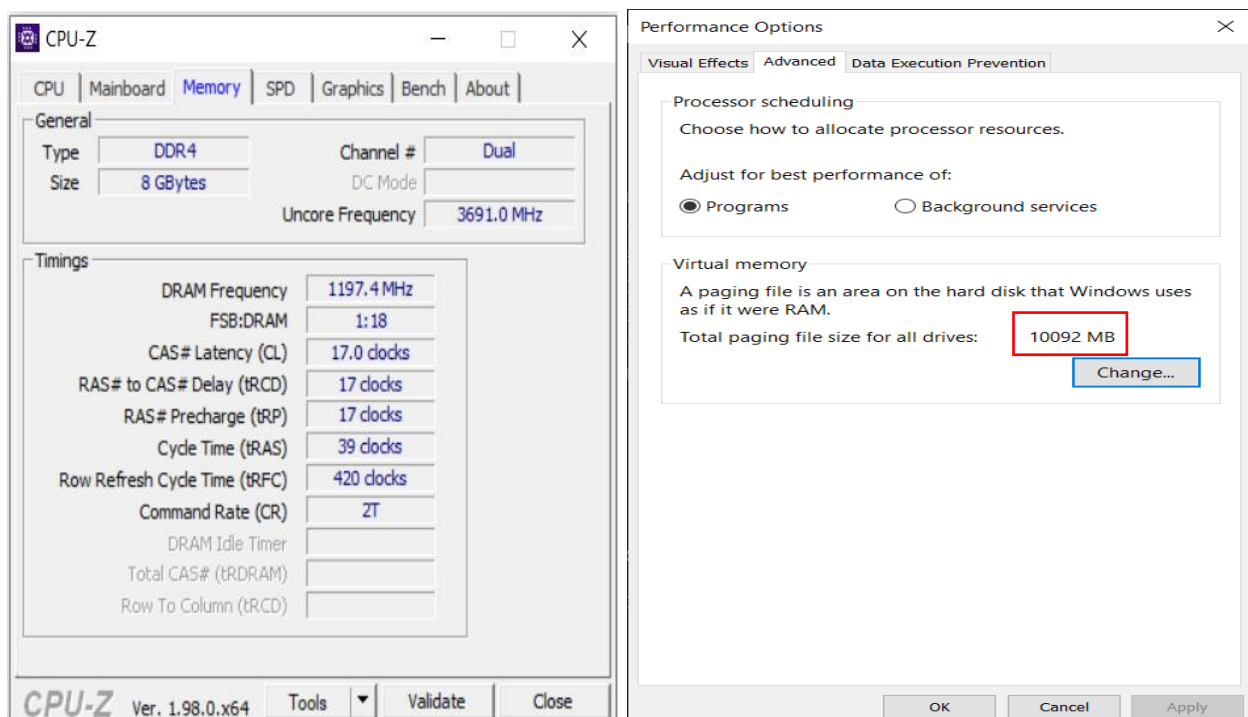 CPU-Z
CPU Mainboard Memory SPD Graphics Bench About
General
Type DDR4 Channel # Dual
Size 8 GBytes DC Mode
Uncore Frequency 3691.0 MHz
Timings
DRAM Frequency 1197.4 MHz
FSB:DRAM 1:18
CAS# Latency (CL) 17.0 clocks
RAS# to CAS# Delay (tRCD) 17 clocks
RAS# Precharge (tRP) 17 clocks
Cycle Time (tRAS) 39 clocks
Row Refresh Cycle Time (tRFC) 420 clocks
Command Rate (CR) 2T
DRAM Idle Timer
Total CAS# (tRDRAM)
Row To Column (tRCD)
CPU-Z Ver. 1.98.0.x64 Tools Validate Close
Performance Options
Visual Effects Advanced Data Execution Prevention
Processor scheduling
Choose how to allocate processor resources.
Adjust for best performance of:
Programs Background services
Virtual memory
A paging file is an area on the hard disk that Windows uses
as if it were RAM.
Total paging file size for all drives: 10092 MB
Change...
OK Cancel Apply